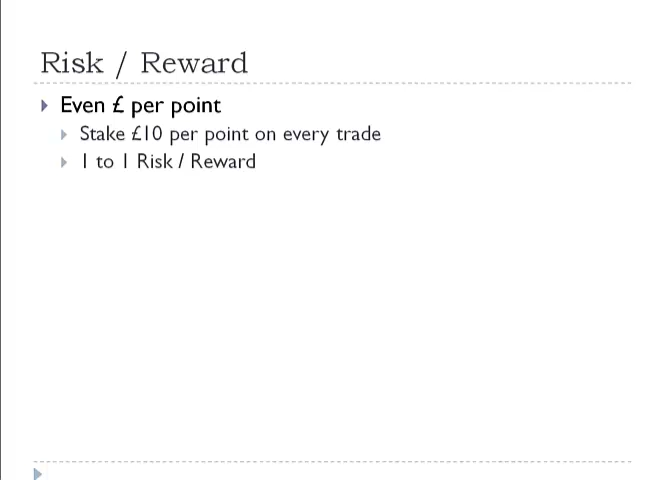 Risk / Reward
Even £ per point
Stake £10 per point on every trade
1 to 1 Risk / Reward